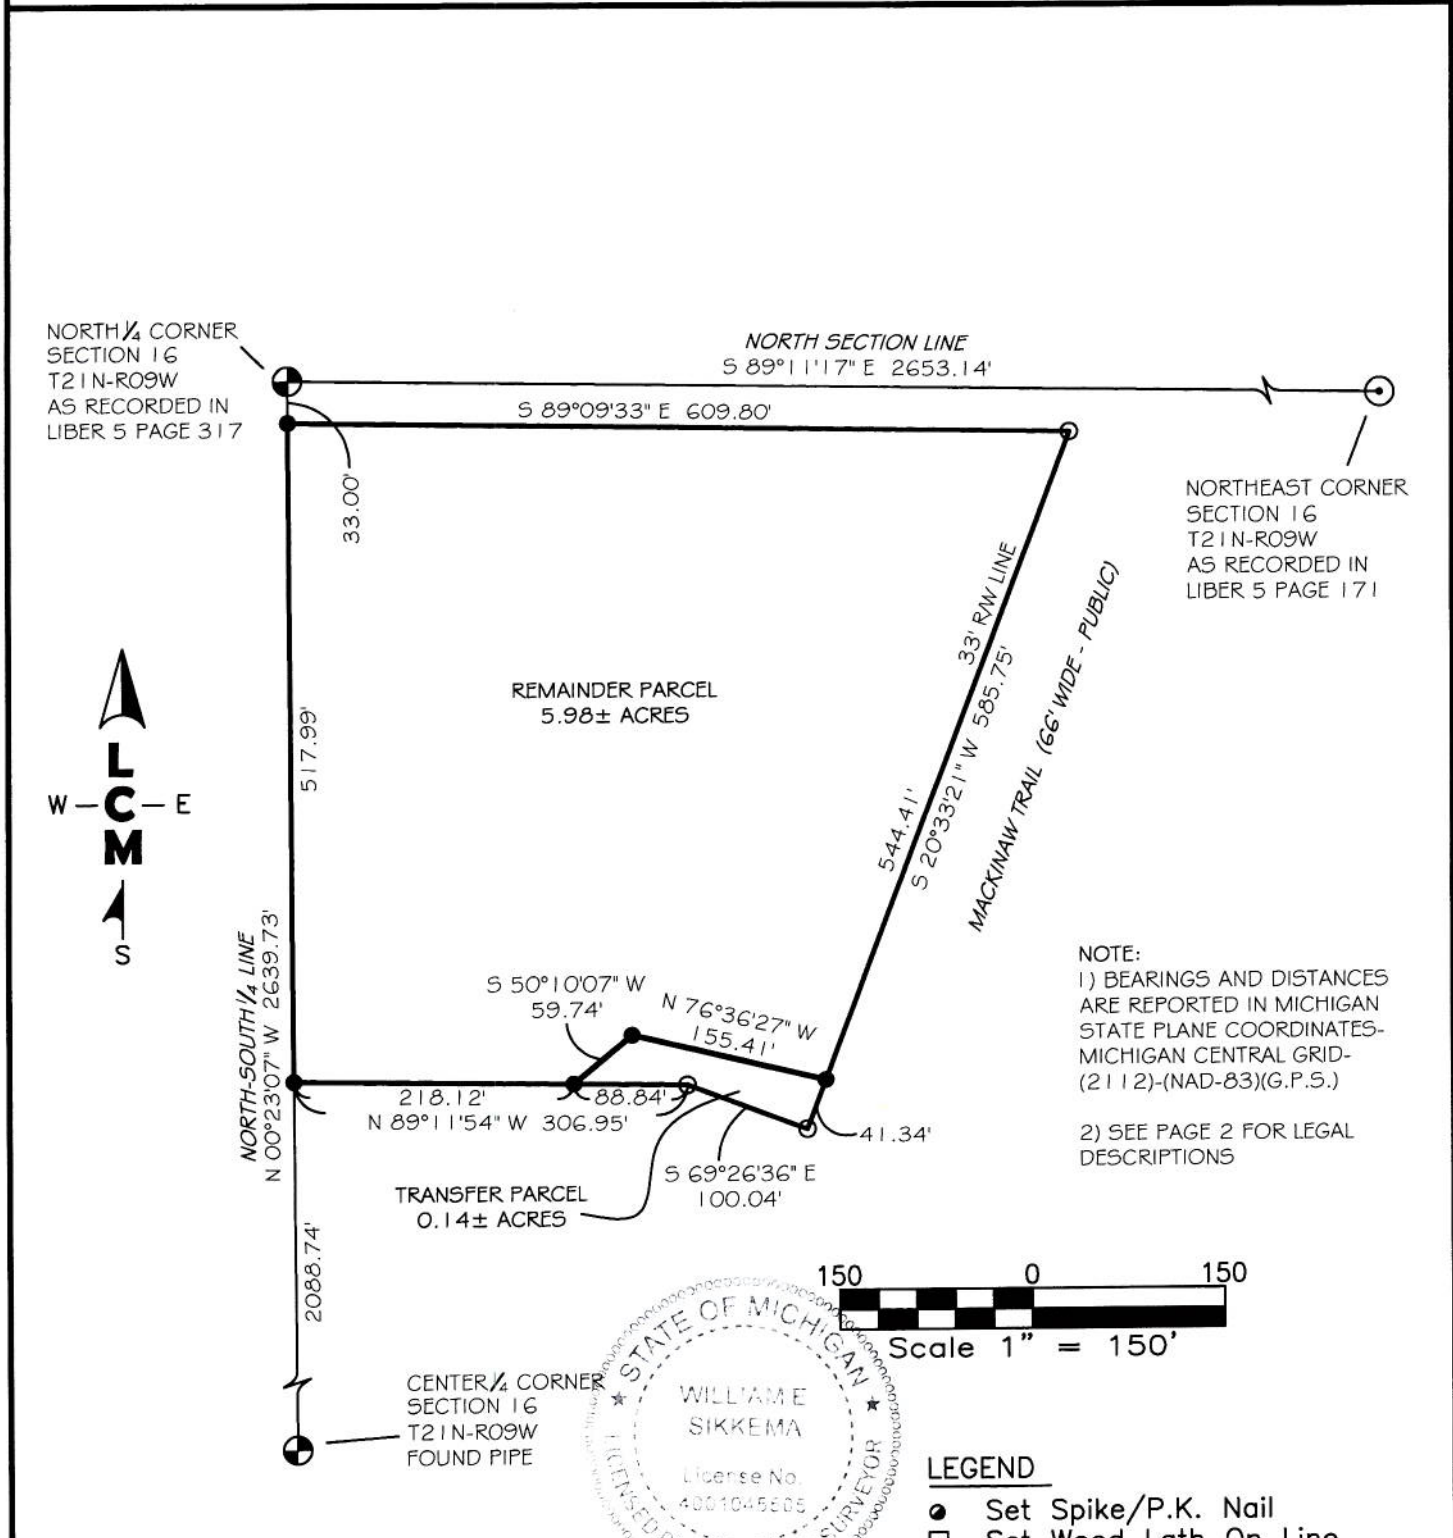 NORTH 1/4 CORNER
SECTION 16
T21N-R09W
AS RECORDED IN
LIBER 5 PAGE 317
NORTH SECTION LINE
S 89°11'17" E 2653.14'
S 89°09'33" E 609.80'
33.00'
NORTHEAST CORNER
SECTION 16
T21N-R09W
AS RECORDED IN
LIBER 5 PAGE 171
33' R/W LINE
S 20°33'21" W 585.75'
544.41'
MACKINAW TRAIL (66' WIDE - PUBLIC)
REMAINDER PARCEL
5.98± ACRES
517.99'
L
W - C - E
M
S
NORTH-SOUTH 1/4 LINE
N 00°23'07" W 2639.73'
S 50°10'07" W
59.74'
N 76°36'27" W
155.41'
218.12'
88.84'
N 89°11'54" W 306.95'
41.34'
S 69°26'36" E
100.04'
TRANSFER PARCEL
0.14± ACRES
NOTE:
1) BEARINGS AND DISTANCES
ARE REPORTED IN MICHIGAN
STATE PLANE COORDINATES-
MICHIGAN CENTRAL GRID-
(2112)-(NAD-83)(G.P.S.)
2) SEE PAGE 2 FOR LEGAL
DESCRIPTIONS
2088.74'
150 0 150
Scale 1" = 150'
CENTER 1/4 CORNER
SECTION 16
T21N-R09W
FOUND PIPE
STATE OF MICHIGAN
WILLIAM E
SIKKEMA
License No.
LICENSED
SURVEYOR
LEGEND
Set Spike/P.K. Nail
Set Wood Lath On Line